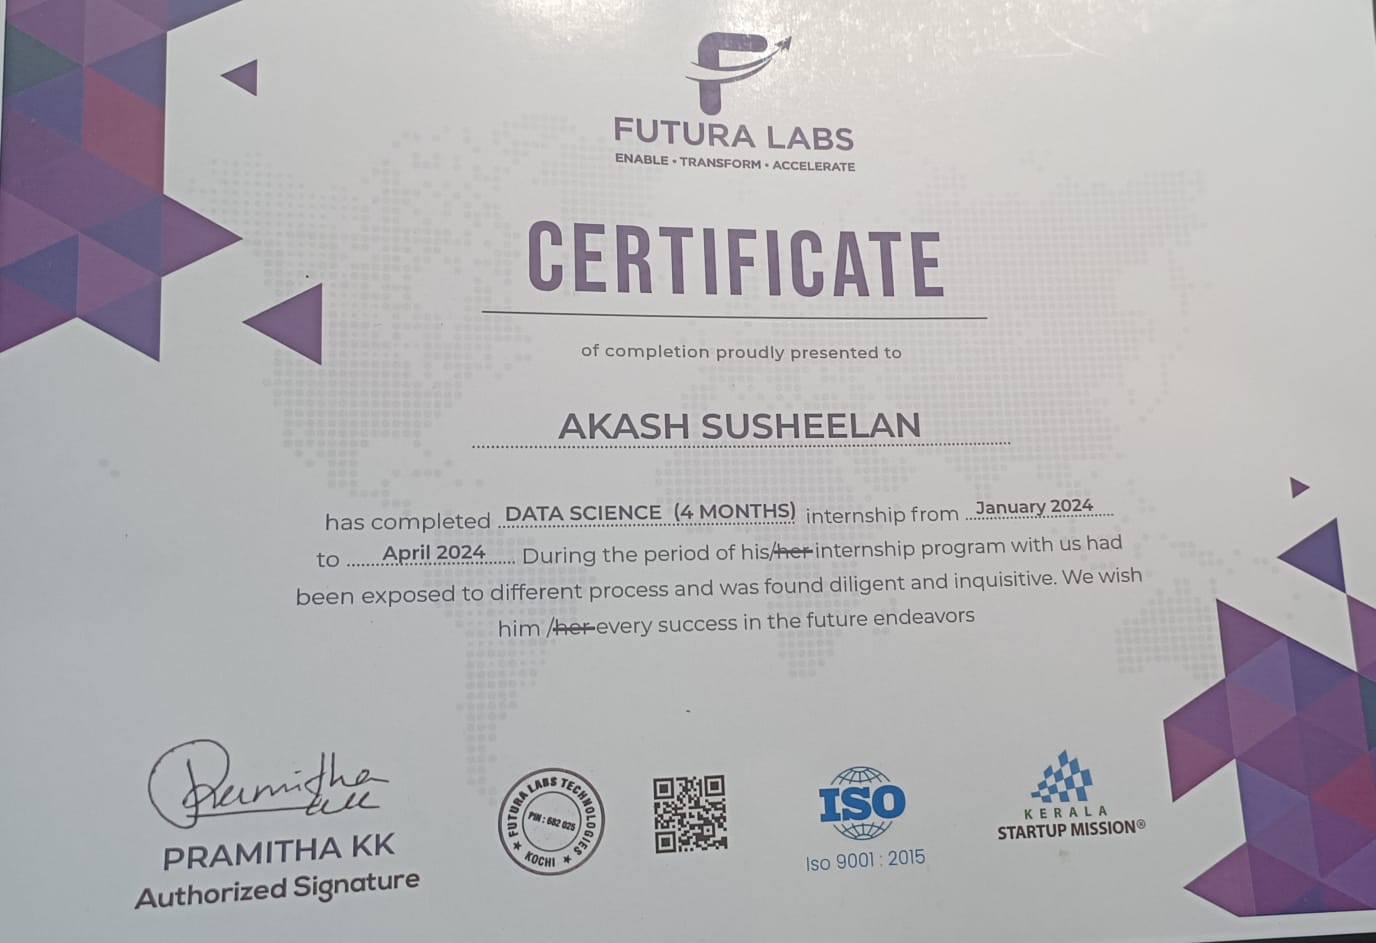 FUTURA LABS
ENABLE • TRANSFORM • ACCELERATE
CERTIFICATE
of completion proudly presented to
AKASH SUSHEELAN
has completed DATA SCIENCE (4 MONTHS) internship from January 2024
to April 2024. During the period of his/her internship program with us had
been exposed to different process and was found diligent and inquisitive. We wish
him /her every success in the future endeavors
Pramitha
KK
PRAMITHA KK
Authorized Signature
FUTURA LABS TECHNOLOGIES
PIN : 682 025
★ KOCHI ★
ISO
Iso 9001 : 2015
KERALA
STARTUP MISSION®